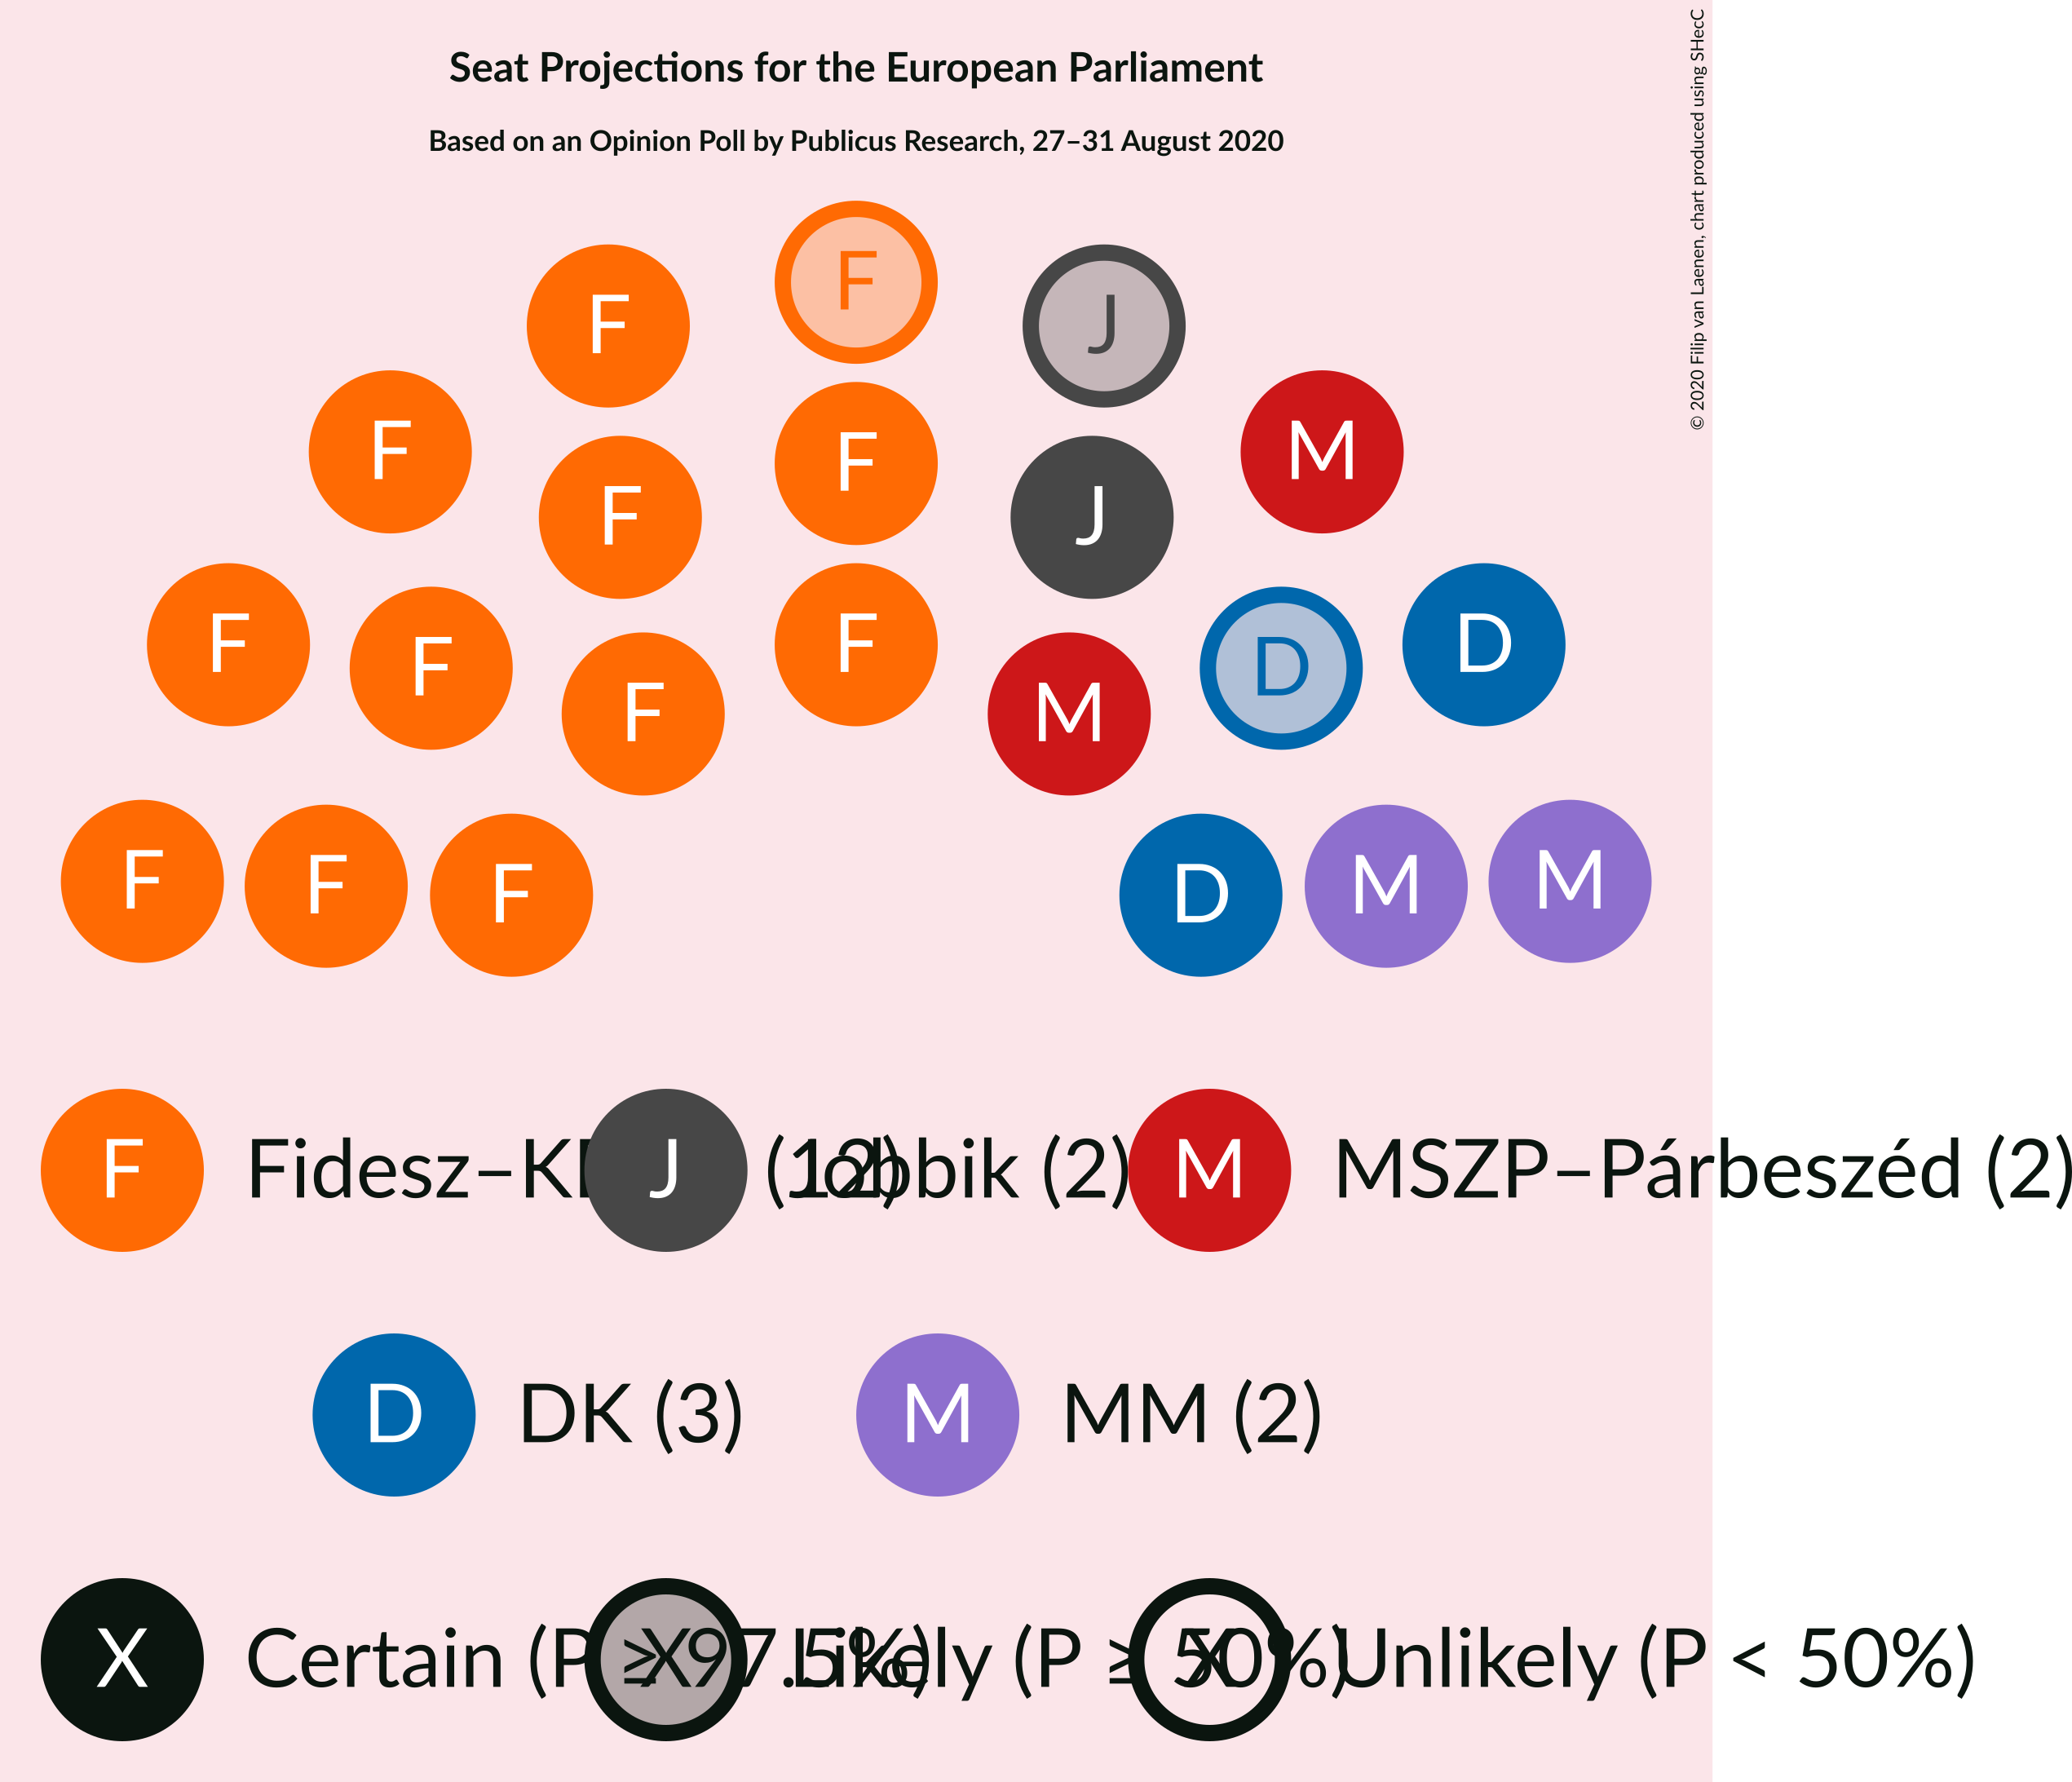 Seat Projections for the European Parliament
Based on an Opinion Poll by Publicus Research, 27–31 August 2020
© 2020 Filip van Laenen, chart produced using SHecC
F
F J
F M
F
F J
F D
F D
F
F M
F F F
D M M
F Fidesz–K J (12) bbik (2) M MSZP–Párbeszéd (2)
D DK (3) M MM (2)
X Certain (P ≥ 97.5%) X Likely (P ≥ 50% X Unlikely (P < 50%)